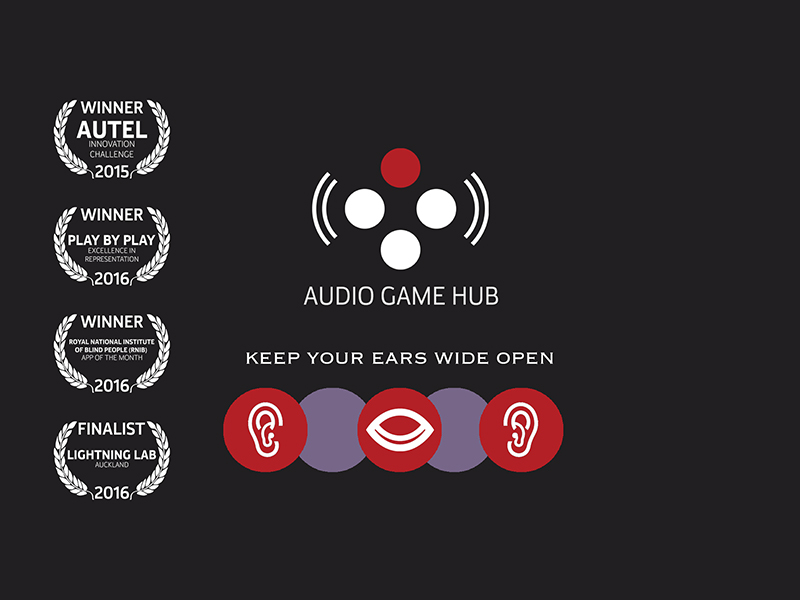 WINNER
AUTEL
INNOVATION
CHALLENGE
2015
WINNER
PLAY BY PLAY
EXCELLENCE IN
REPRESENTATION
2016
WINNER
ROYAL NATIONAL INSTITUTE
OF BLIND PEOPLE (RNIB)
APP OF THE MONTH
2016
FINALIST
LIGHTNING LAB
AUCKLAND
2016
AUDIO GAME HUB
KEEP YOUR EARS WIDE OPEN